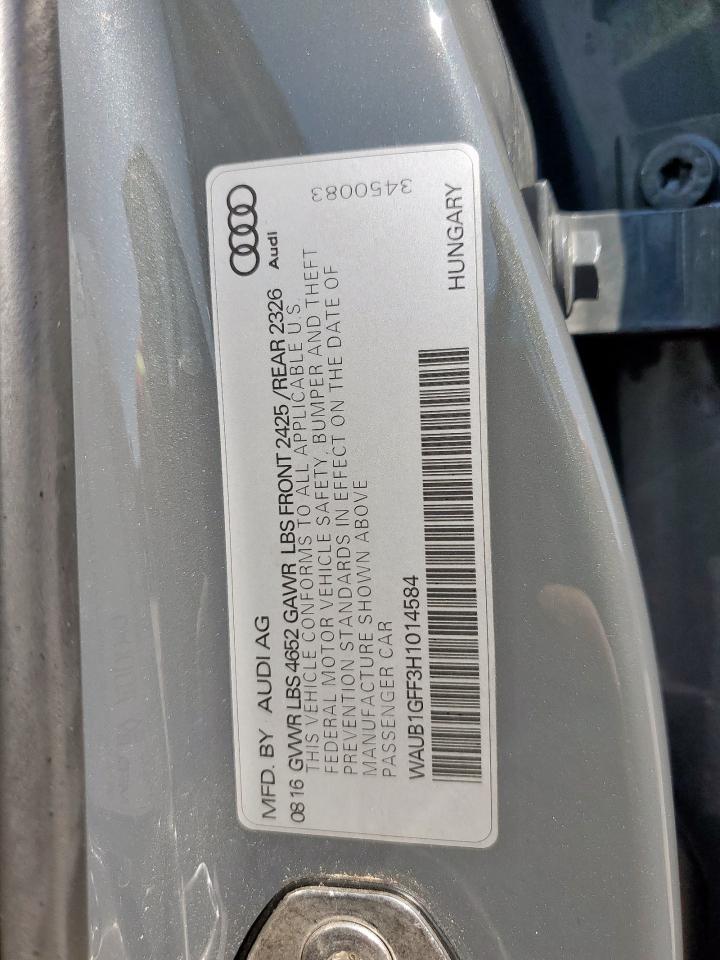 MFD. BY AUDI AG
Audi
08 16 GVWR LBS 4652 GAWR LBS FRONT 2425 /REAR 2326
THIS VEHICLE CONFORMS TO ALL APPLICABLE U.S.
FEDERAL MOTOR VEHICLE SAFETY, BUMPER AND THEFT
PREVENTION STANDARDS IN EFFECT ON THE DATE OF
MANUFACTURE SHOWN ABOVE
PASSENGER CAR
3450083
WAUB1GFF3H1014584
HUNGARY